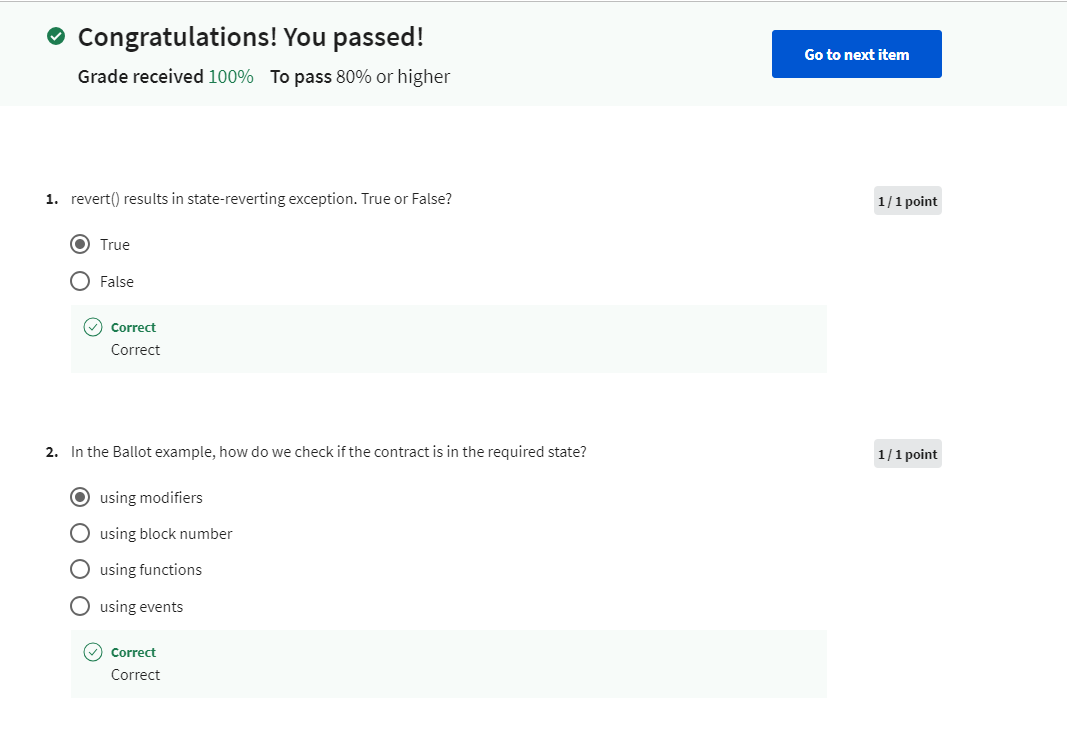 Congratulations! You passed!
Go to next item
Grade received 100% To pass 80% or higher
1. revert() results in state-reverting exception. True or False?
1 / 1 point
True
False
Correct
Correct
2. In the Ballot example, how do we check if the contract is in the required state?
1 / 1 point
using modifiers
using block number
using functions
using events
Correct
Correct